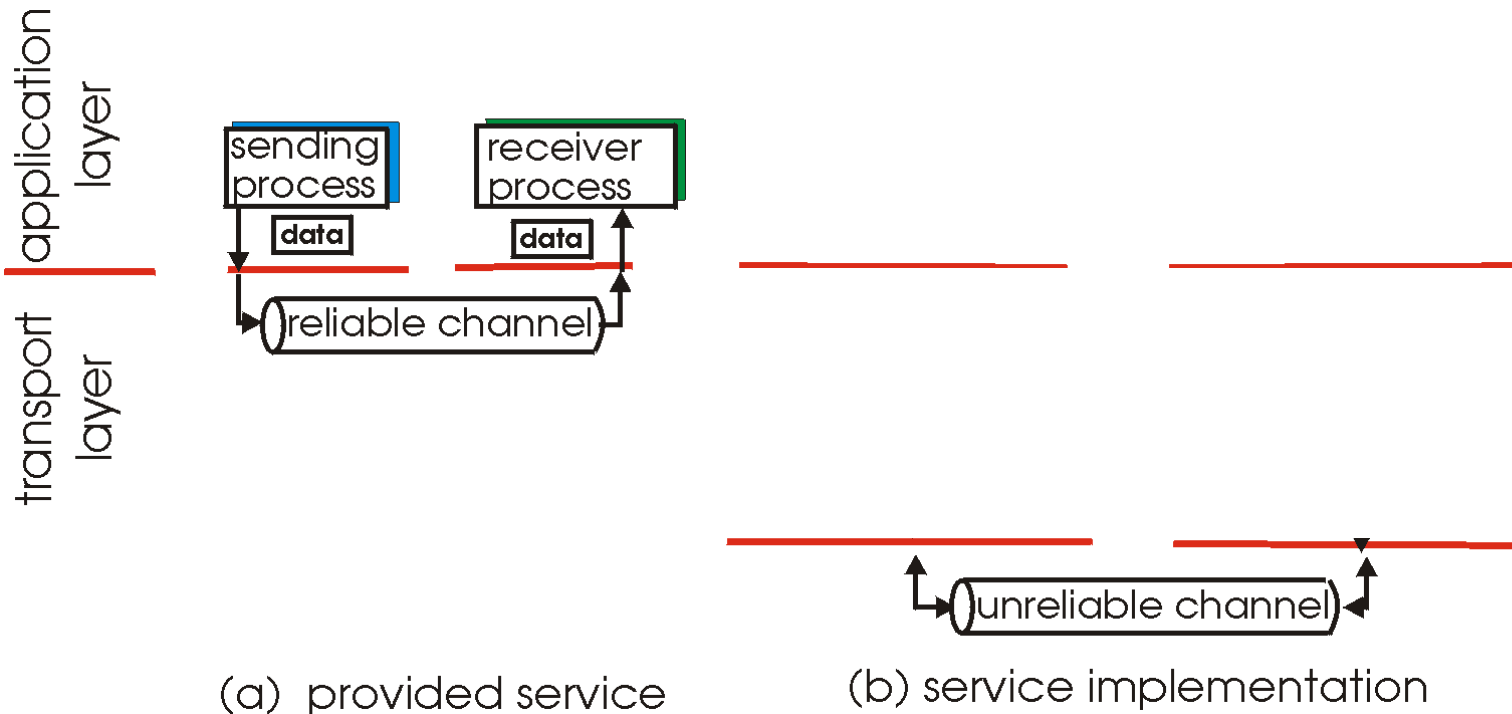 application
layer
transport
layer
sending
process
data
receiver
process
data
reliable channel
unreliable channel
(a) provided service
(b) service implementation